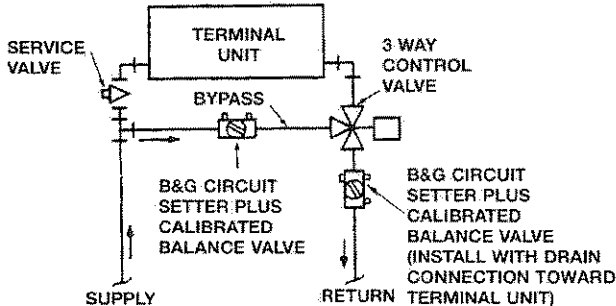 TERMINAL
UNIT
SERVICE
VALVE
3 WAY
CONTROL
VALVE
BYPASS
B&G CIRCUIT
SETTER PLUS
CALIBRATED
BALANCE VALVE
B&G CIRCUIT
SETTER PLUS
CALIBRATED
BALANCE VALVE
(INSTALL WITH DRAIN
CONNECTION TOWARD
TERMINAL UNIT)
SUPPLY
RETURN